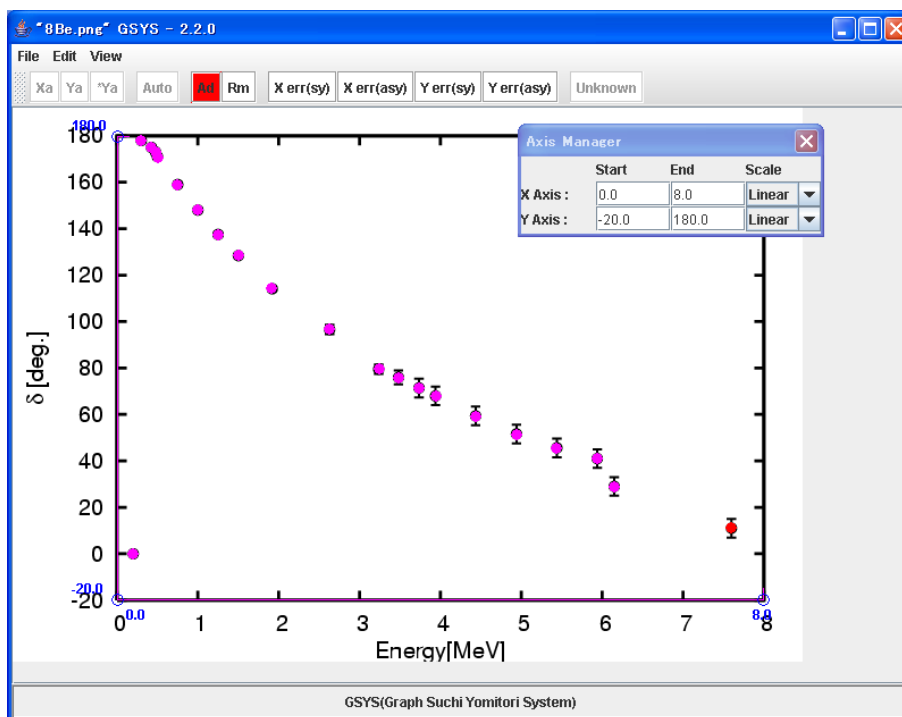 "8Be.png" GSYS - 2.2.0
File Edit View
Xa Ya *Ya Auto Ad Rm X err(sy) X err(asy) Y err(sy) Y err(asy) Unknown
180.0
180
160
140
120
100
80
60
40
20
0
-20.0
-20
δ [deg.]
Axis Manager
Start End Scale
X Axis : 0.0 8.0 Linear
Y Axis : -20.0 180.0 Linear
0.0 8.0
0 1 2 3 4 5 6 7 8
Energy[MeV]
GSYS(Graph Suchi Yomitori System)